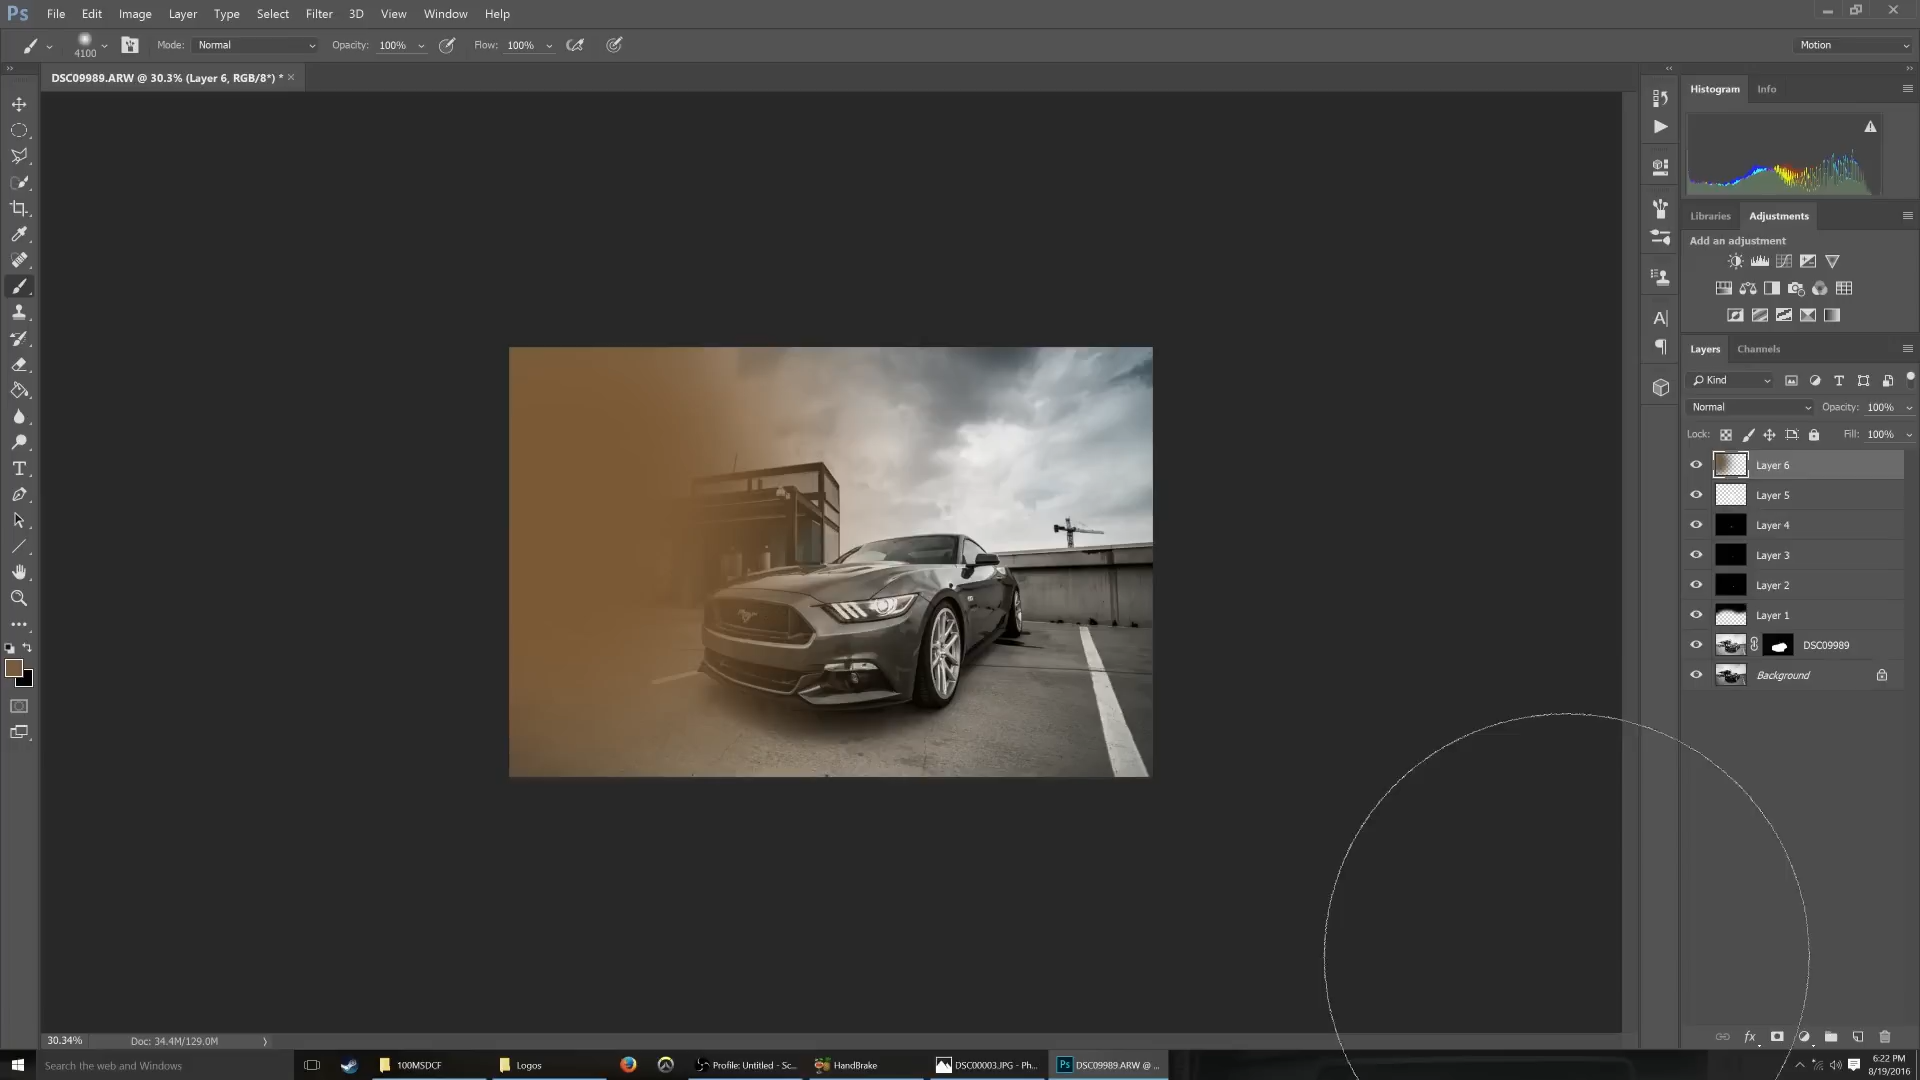 Ps File Edit Image Layer Type Select Filter 3D View Window Help
4100 Mode: Normal Opacity: 100% Flow: 100% Motion
DSC09989.ARW @ 30.3% (Layer 6, RGB/8*) * ×
Histogram Info
Libraries Adjustments
Add an adjustment
Layers Channels
Kind
Normal Opacity: 100%
Lock: Fill: 100%
Layer 6
Layer 5
Layer 4
Layer 3
Layer 2
Layer 1
DSC09989
Background
30.34% Doc: 34.4M/129.0M
Search the web and Windows 100MSDCF Logos Profile: Untitled - Sc... HandBrake DSC00003.JPG - Ph... Ps DSC09989.ARW @ ... 6:22 PM
8/19/2016